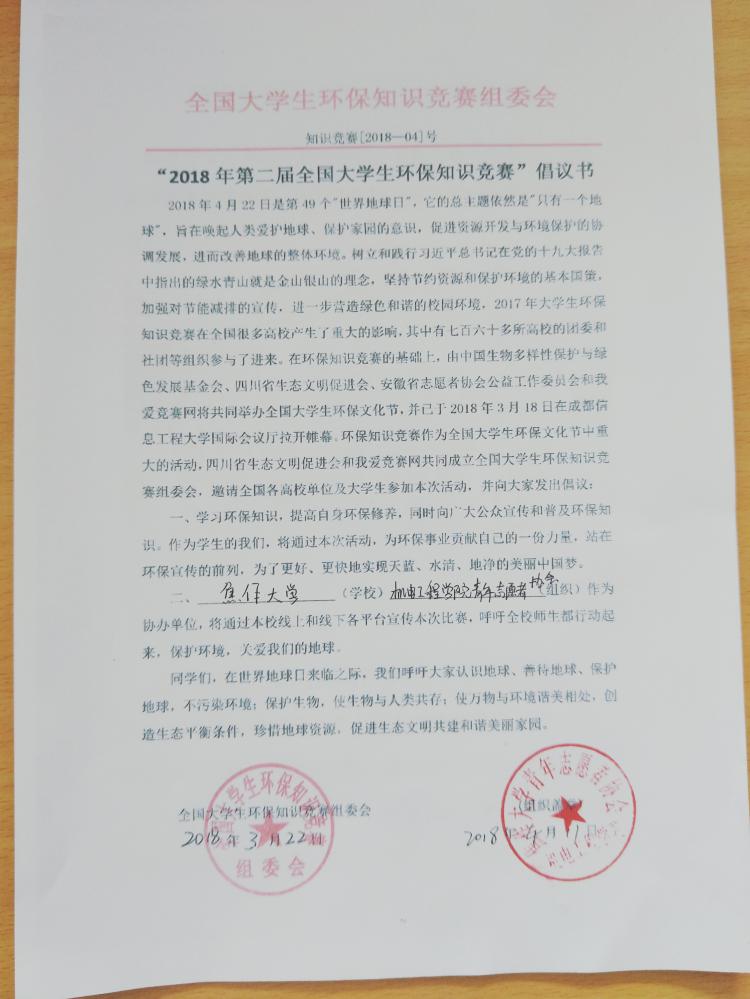 全国大学生环保知识竞赛组委会
知识竞赛[2018—04]号
“2018 年第二届全国大学生环保知识竞赛”倡议书
2018 年 4 月 22 日是第 49 个"世界地球日"，它的总主题依然是"只有一个地
球"，旨在唤起人类爱护地球、保护家园的意识，促进资源开发与环境保护的协
调发展，进而改善地球的整体环境。树立和践行习近平总书记在党的十九大报告
中指出的绿水青山就是金山银山的理念，坚持节约资源和保护环境的基本国策，
加强对节能减排的宣传，进一步营造绿色和谐的校园环境，2017 年大学生环保
知识竞赛在全国很多高校产生了重大的影响，其中有七百六十多所高校的团委和
社团等组织参与了进来。在环保知识竞赛的基础上，由中国生物多样性保护与绿
色发展基金会、四川省生态文明促进会、安徽省志愿者协会公益工作委员会和我
爱竞赛网将共同举办全国大学生环保文化节，并已于 2018 年 3 月 18 日在成都信
息工程大学国际会议厅拉开帷幕。环保知识竞赛作为全国大学生环保文化节中重
大的活动，四川省生态文明促进会和我爱竞赛网共同成立全国大学生环保知识竞
赛组委会，邀请全国各高校单位及大学生参加本次活动，并向大家发出倡议：
一、学习环保知识，提高自身环保修养，同时向广大公众宣传和普及环保知
识。作为学生的我们，将通过本次活动，为环保事业贡献自己的一份力量，站在
环保宣传的前列，为了更好、更快地实现天蓝、水清、地净的美丽中国梦。
二、焦作大学（学校）机电工程学院青年志愿者协会（组织）作为
协办单位，将通过本校线上和线下各平台宣传本次比赛，呼吁全校师生都行动起
来，保护环境，关爱我们的地球。
同学们，在世界地球日来临之际，我们呼吁大家认识地球、善待地球、保护
地球，不污染环境；保护生物，使生物与人类共存；使万物与环境谐美相处，创
造生态平衡条件，珍惜地球资源，促进生态文明共建和谐美丽家园。
全国大学生环保知识竞赛组委会
（组织盖章）
2018 年 3 月 22 日
2018 年 4 月 11 日
组委会